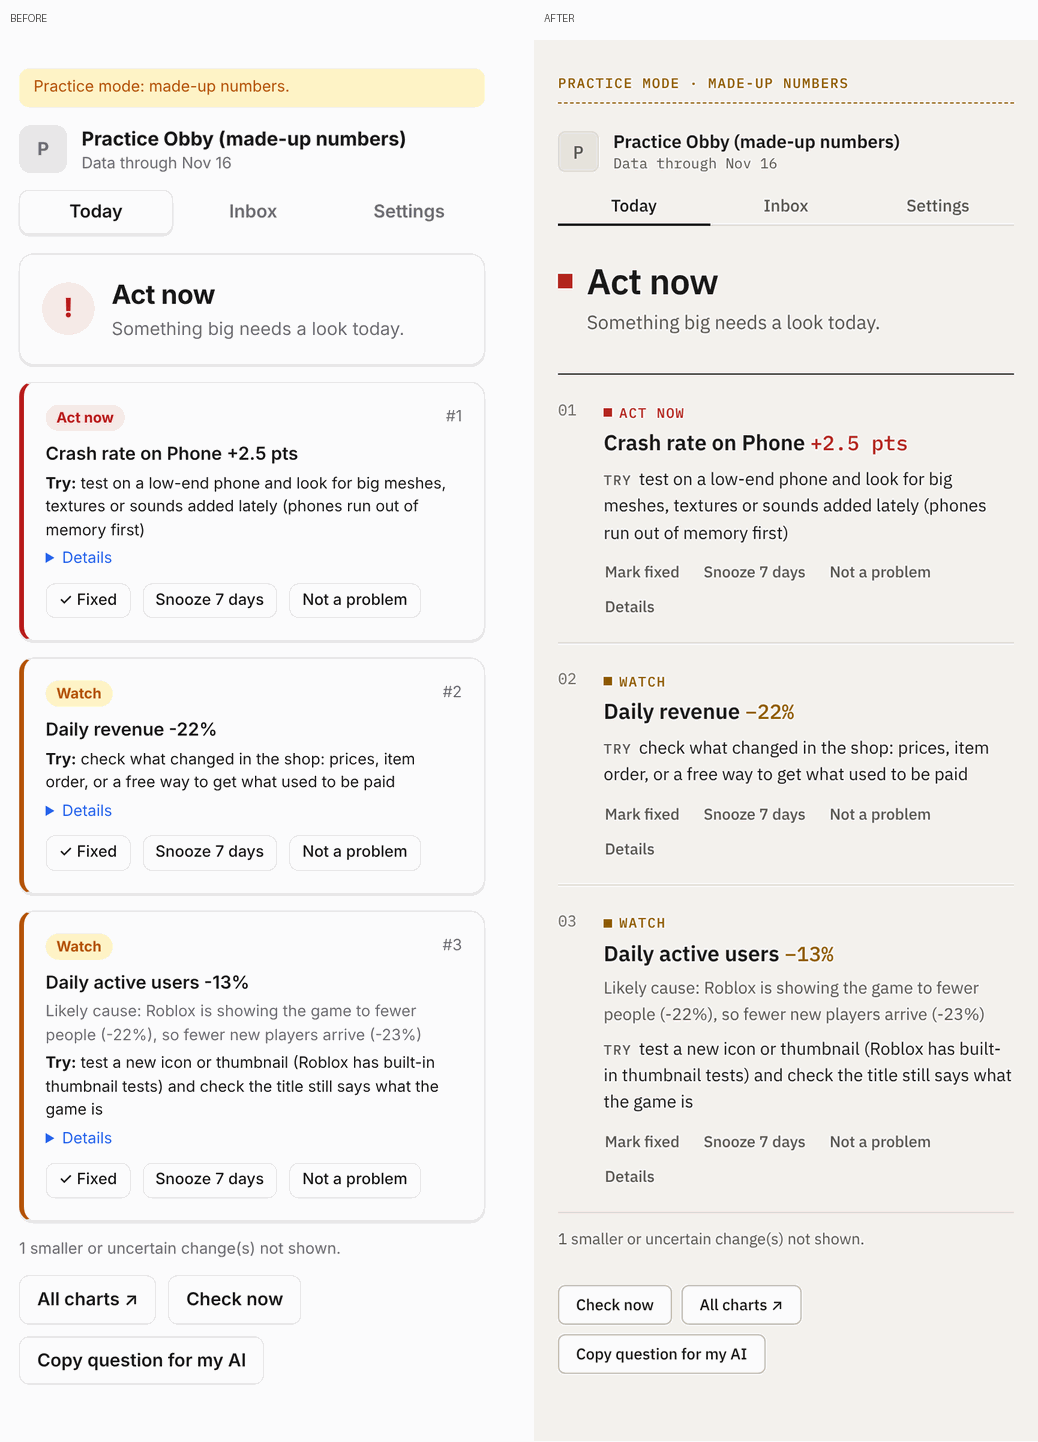 BEFORE
Practice mode: made-up numbers.
P
Practice Obby (made-up numbers)
Data through Nov 16
Today
Inbox
Settings
!
Act now
Something big needs a look today.
Act now
#1
Crash rate on Phone +2.5 pts
Try: test on a low-end phone and look for big meshes,
textures or sounds added lately (phones run out of
memory first)
▶ Details
✓ Fixed
Snooze 7 days
Not a problem
Watch
#2
Daily revenue -22%
Try: check what changed in the shop: prices, item
order, or a free way to get what used to be paid
▶ Details
✓ Fixed
Snooze 7 days
Not a problem
Watch
#3
Daily active users -13%
Likely cause: Roblox is showing the game to fewer
people (-22%), so fewer new players arrive (-23%)
Try: test a new icon or thumbnail (Roblox has built-in
thumbnail tests) and check the title still says what the
game is
▶ Details
✓ Fixed
Snooze 7 days
Not a problem
1 smaller or uncertain change(s) not shown.
All charts ↗
Check now
Copy question for my AI
AFTER
PRACTICE MODE · MADE-UP NUMBERS
P
Practice Obby (made-up numbers)
Data through Nov 16
Today
Inbox
Settings
Act now
Something big needs a look today.
01
ACT NOW
Crash rate on Phone +2.5 pts
TRY test on a low-end phone and look for big
meshes, textures or sounds added lately (phones
run out of memory first)
Mark fixed
Snooze 7 days
Not a problem
Details
02
WATCH
Daily revenue −22%
TRY check what changed in the shop: prices, item
order, or a free way to get what used to be paid
Mark fixed
Snooze 7 days
Not a problem
Details
03
WATCH
Daily active users −13%
Likely cause: Roblox is showing the game to fewer
people (-22%), so fewer new players arrive (-23%)
TRY test a new icon or thumbnail (Roblox has built-
in thumbnail tests) and check the title still says what
the game is
Mark fixed
Snooze 7 days
Not a problem
Details
1 smaller or uncertain change(s) not shown.
Check now
All charts ↗
Copy question for my AI